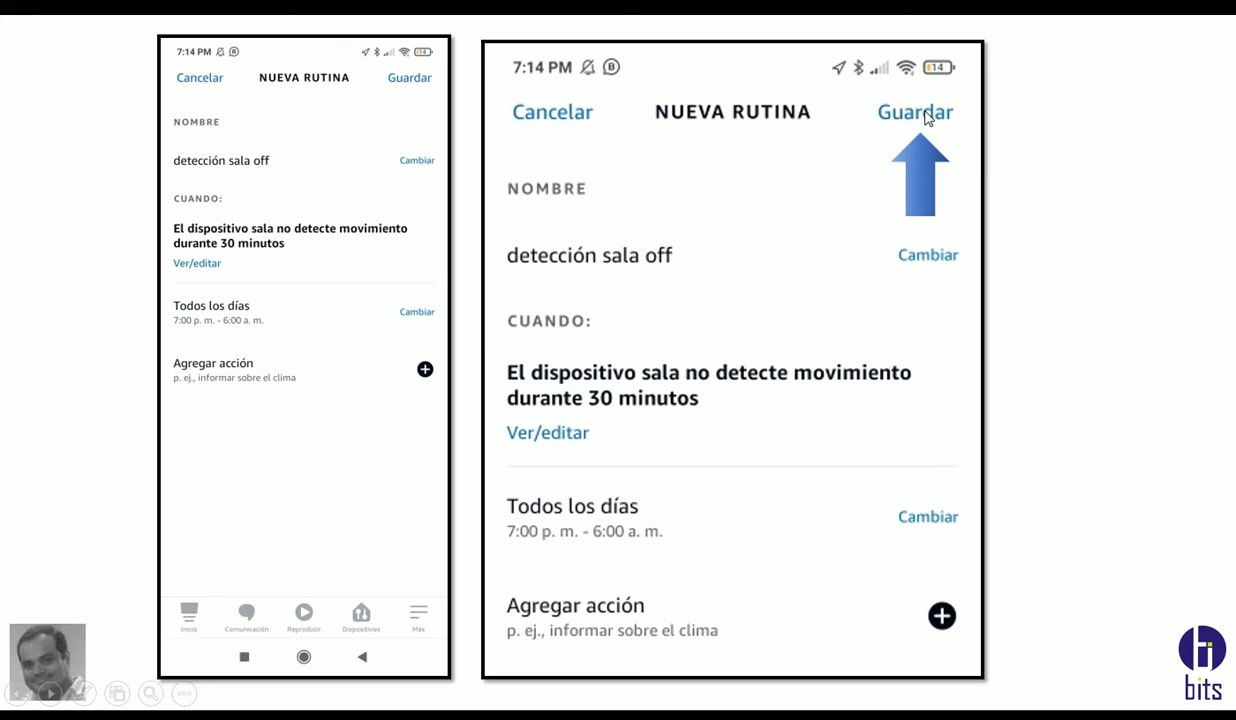 7:14 PM
14
Cancelar
NUEVA RUTINA
Guardar
NOMBRE
detección sala off
Cambiar
CUANDO:
El dispositivo sala no detecte movimiento
durante 30 minutos
Ver/editar
Todos los días
Cambiar
7:00 p. m. - 6:00 a. m.
Agregar acción
p. ej., informar sobre el clima
Inicio
Comunicación
Reproducir
Dispositivos
Más
7:14 PM
B
14
Cancelar
NUEVA RUTINA
Guardar
NOMBRE
detección sala off
Cambiar
CUANDO:
El dispositivo sala no detecte movimiento
durante 30 minutos
Ver/editar
Todos los días
Cambiar
7:00 p. m. - 6:00 a. m.
Agregar acción
p. ej., informar sobre el clima
bits